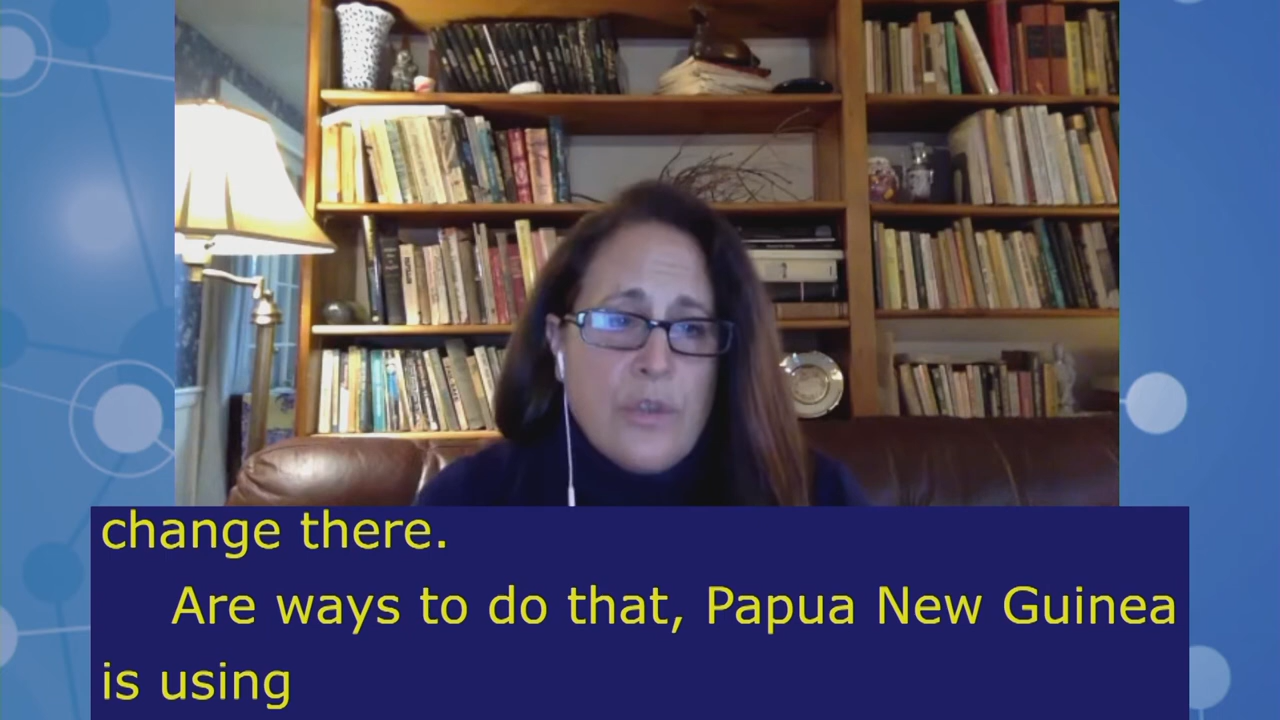 change there.
Are ways to do that, Papua New Guinea
is using